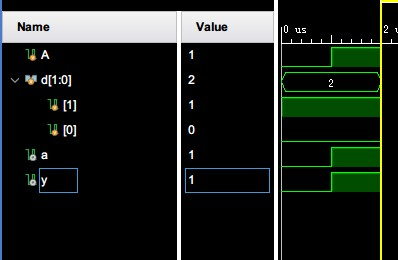 Name Value 0 us 2 us
A 1
d[1:0] 2 2
[1] 1
[0] 0
a 1
y 1